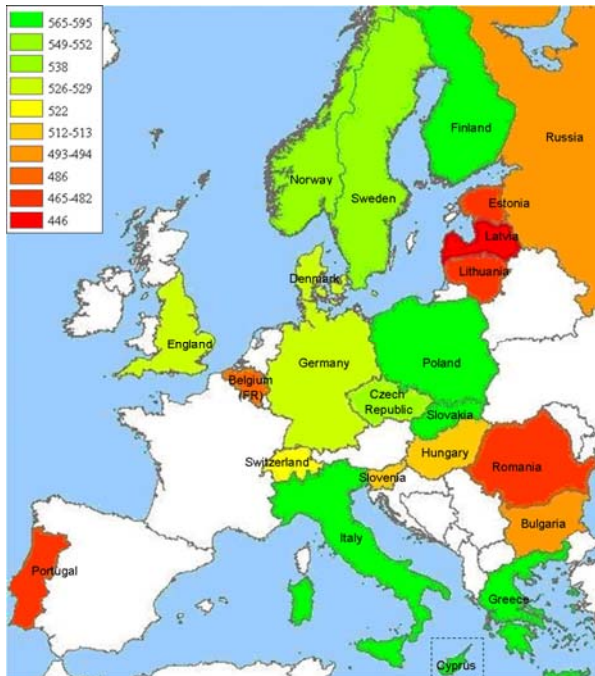 565-595
549-552
538
526-529
522
512-513
493-494
486
465-482
446
Finland
Russia
Norway
Sweden
Estonia
Latvia
Lithuania
Denmark
England
Germany
Poland
Belgium
(FR)
Czech
Republic
Slovakia
Hungary
Switzerland
Slovenia
Romania
Bulgaria
Italy
Portugal
Greece
Cyprus